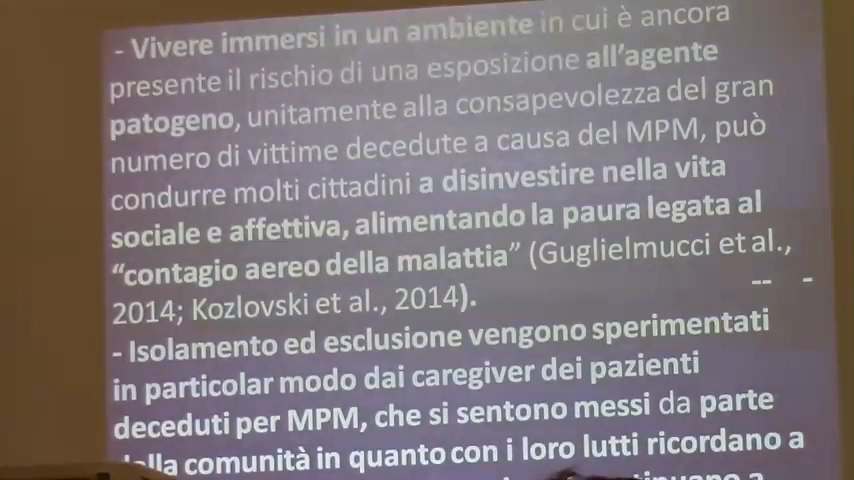 - Vivere immersi in un ambiente in cui è ancora
presente il rischio di una esposizione all'agente
patogeno, unitamente alla consapevolezza del gran
numero di vittime decedute a causa del MPM, può
condurre molti cittadini a disinvestire nella vita
sociale e affettiva, alimentando la paura legata al
“contagio aereo della malattia” (Guglielmucci et al.,
2014; Kozlovski et al., 2014).
-- -
- Isolamento ed esclusione vengono sperimentati
in particolar modo dai caregiver dei pazienti
deceduti per MPM, che si sentono messi da parte
dalla comunità in quanto con i loro lutti ricordano a